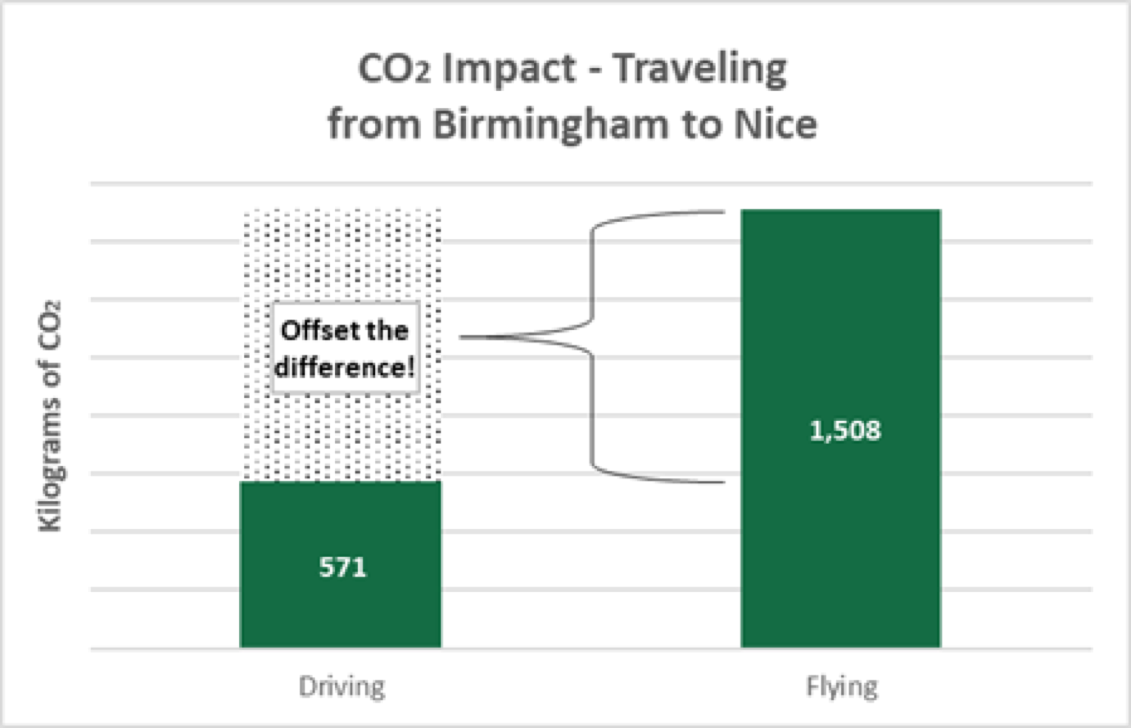 CO₂ Impact - Traveling
from Birmingham to Nice
Kilograms of CO₂
Offset the
difference!
1,508
571
Driving
Flying